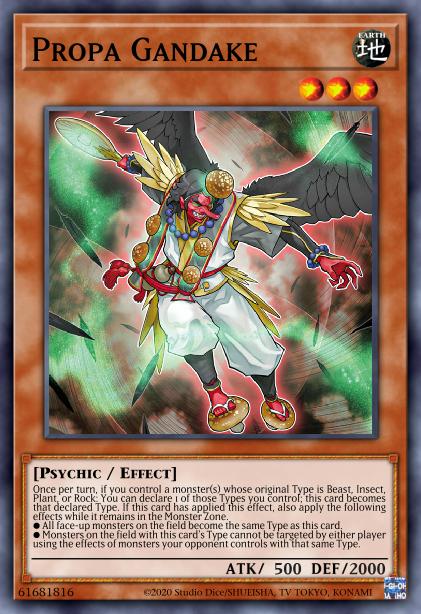 Propa Gandake
EARTH
地
[Psychic / Effect]
Once per turn, if you control a monster(s) whose original Type is Beast, Insect,
Plant, or Rock: You can declare 1 of those Types you control; this card becomes
that declared Type. If this card has applied this effect, also apply the following
effects while it remains in the Monster Zone.
● All face-up monsters on the field become the same Type as this card.
● Monsters on the field with this card's Type cannot be targeted by either player
using the effects of monsters your opponent controls with that same Type.
ATK/ 500 DEF/2000
61681816 ©2020 Studio Dice/SHUEISHA, TV TOKYO, KONAMI